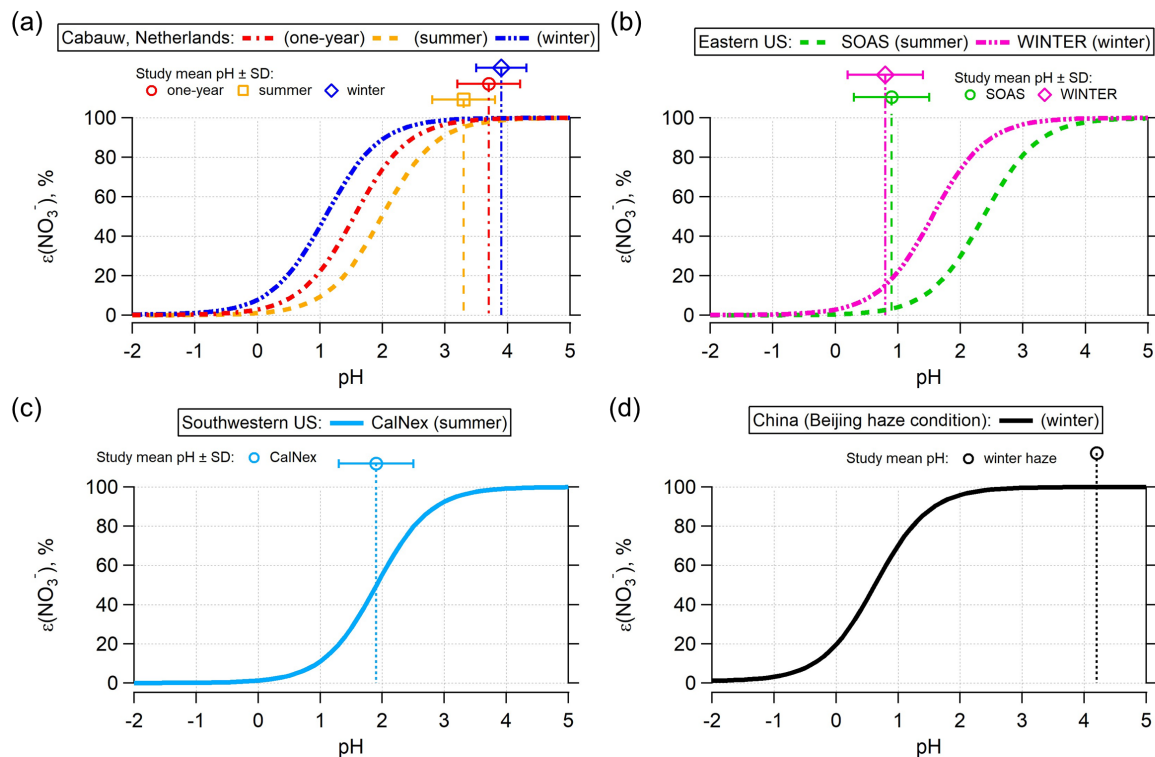 (a)
Cabauw, Netherlands: (one-year) (summer) (winter)
Study mean pH ± SD:
one-year summer winter
100
80
60
40
20
0
ε(NO₃⁻), %
-2 -1 0 1 2 3 4 5
pH
(b)
Eastern US: SOAS (summer) WINTER (winter)
Study mean pH ± SD:
SOAS WINTER
100
80
60
40
20
0
ε(NO₃⁻), %
-2 -1 0 1 2 3 4 5
pH
(c)
Southwestern US: CalNex (summer)
Study mean pH ± SD: CalNex
100
80
60
40
20
0
ε(NO₃⁻), %
-2 -1 0 1 2 3 4 5
pH
(d)
China (Beijing haze condition): (winter)
Study mean pH: winter haze
100
80
60
40
20
0
ε(NO₃⁻), %
-2 -1 0 1 2 3 4 5
pH